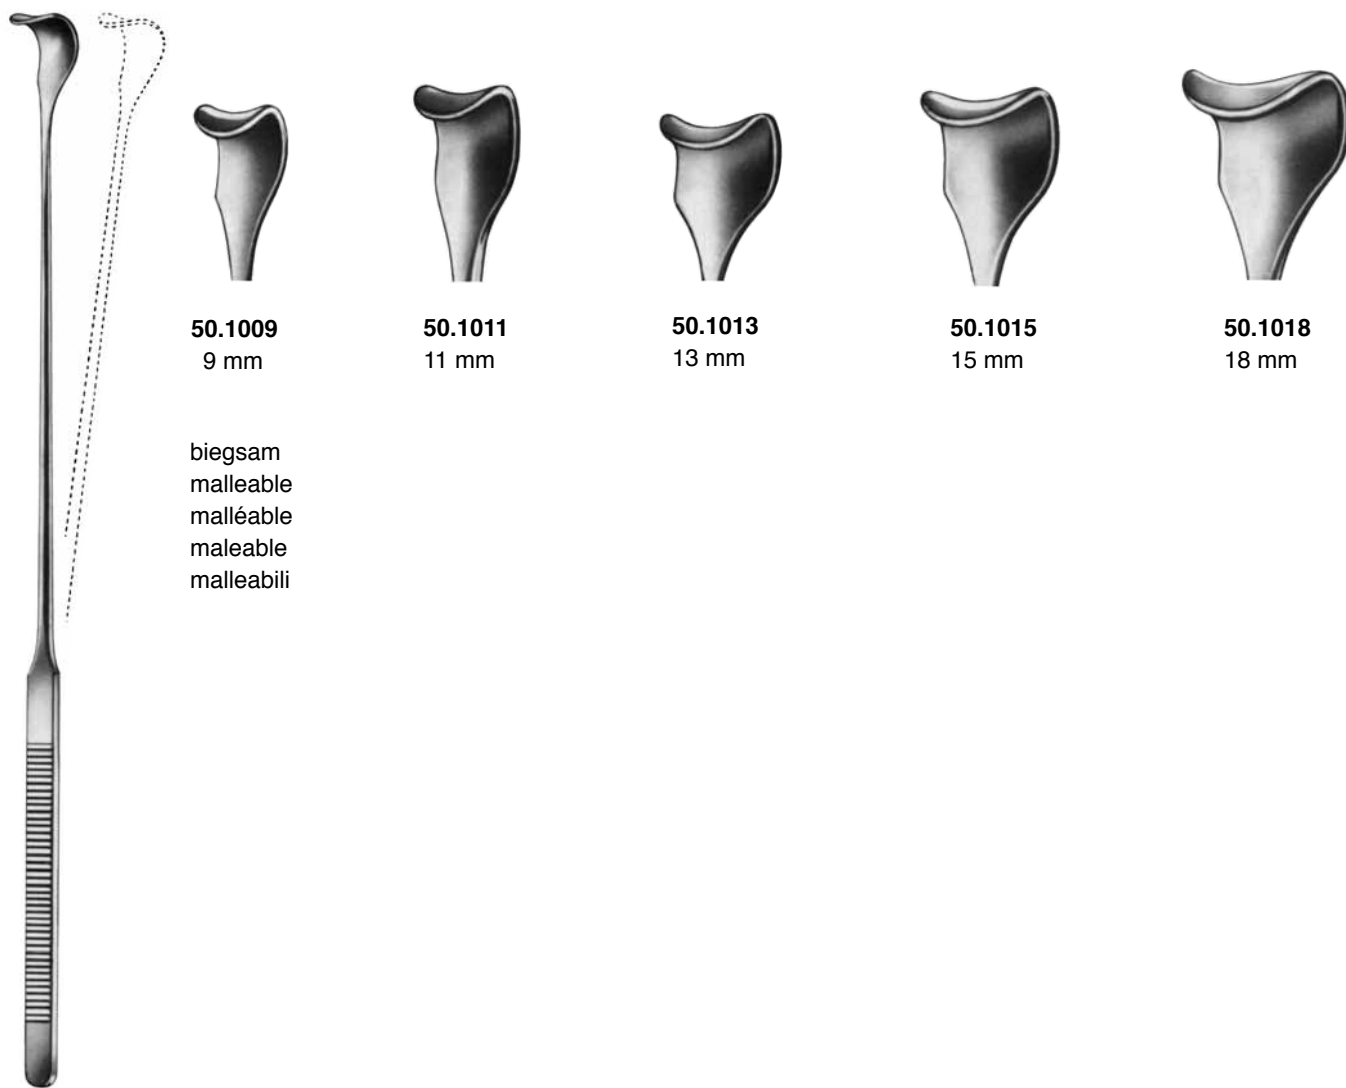 50.1009
9 mm
50.1011
11 mm
50.1013
13 mm
50.1015
15 mm
50.1018
18 mm
biegsam
malleable
malléable
maleable
malleabili